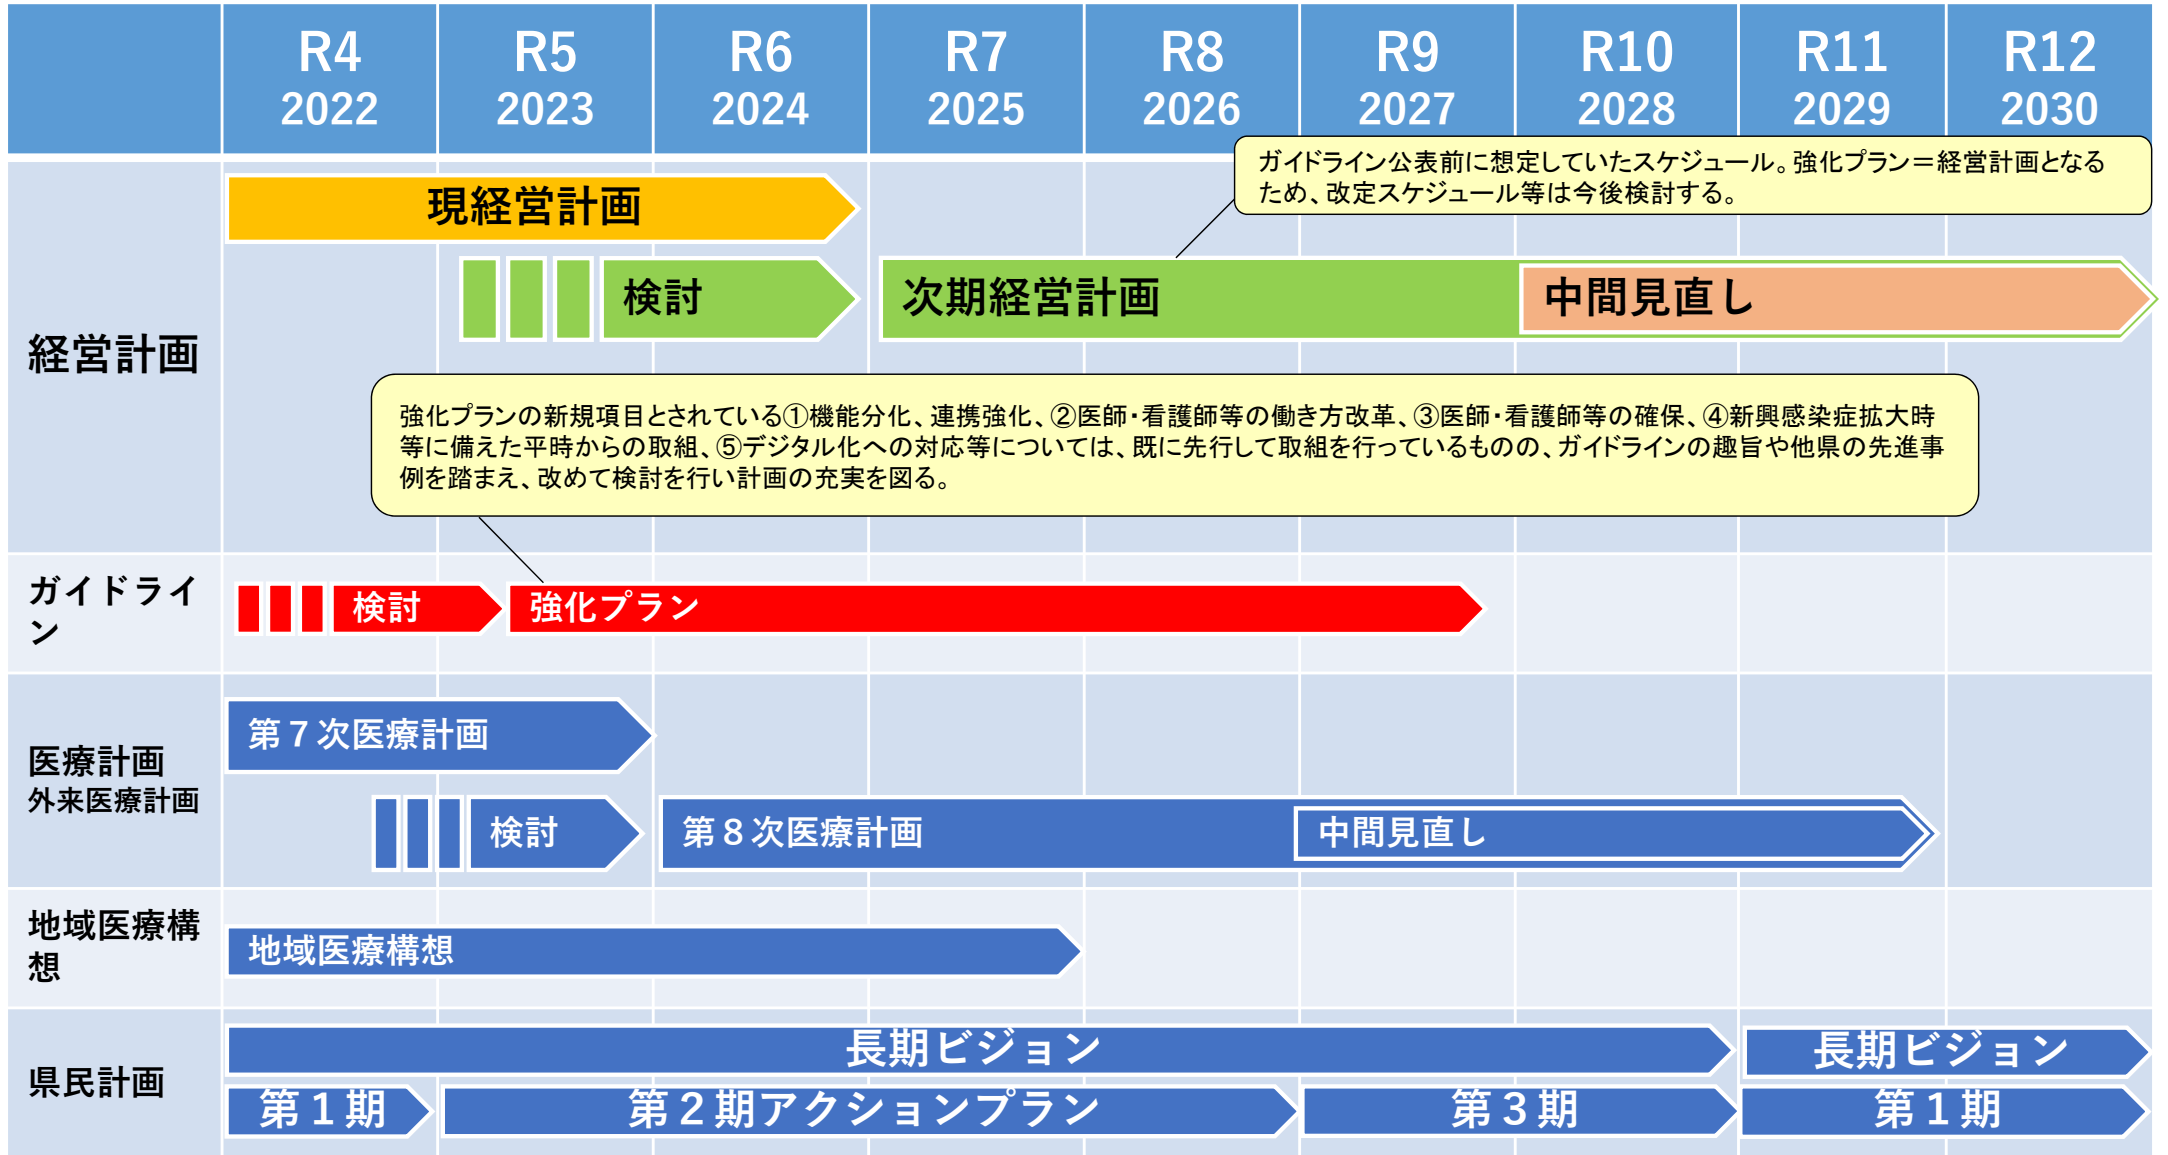 R4
2022
R5
2023
R6
2024
R7
2025
R8
2026
R9
2027
R10
2028
R11
2029
R12
2030
経営計画
現経営計画
ガイドライン公表前に想定していたスケジュール。強化プラン＝経営計画となる
ため、改定スケジュール等は今後検討する。
検討
次期経営計画
中間見直し
強化プランの新規項目とされている①機能分化、連携強化、②医師・看護師等の働き方改革、③医師・看護師等の確保、④新興感染症拡大時
等に備えた平時からの取組、⑤デジタル化への対応等については、既に先行して取組を行っているものの、ガイドラインの趣旨や他県の先進事
例を踏まえ、改めて検討を行い計画の充実を図る。
ガイドライ
ン
検討
強化プラン
医療計画
外来医療計画
第７次医療計画
検討
第８次医療計画
中間見直し
地域医療構
想
地域医療構想
県民計画
長期ビジョン
長期ビジョン
第１期
第２期アクションプラン
第３期
第１期